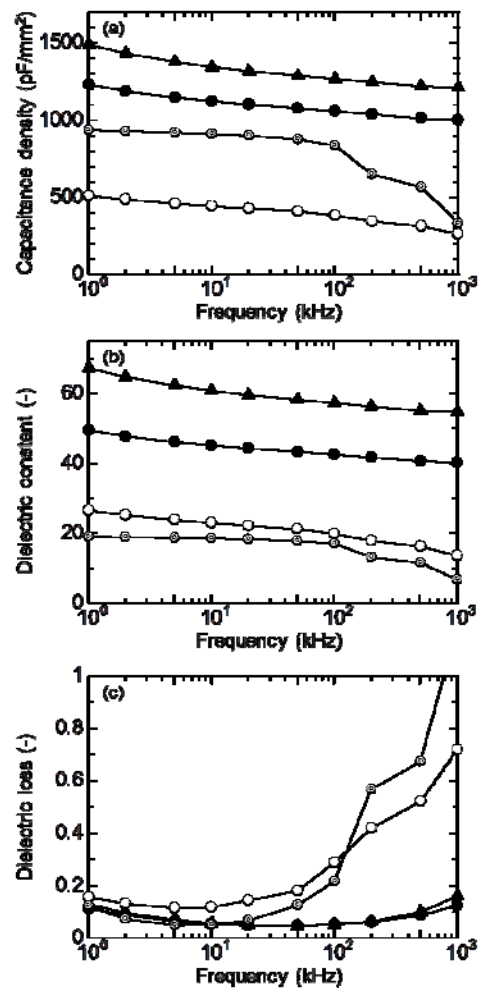 (a)
Capacitance density (pF/mm²)
1500
1000
500
0
10⁰ 10¹ 10² 10³
Frequency (kHz)
(b)
Dielectric constant (-)
60
40
20
0
10⁰ 10¹ 10² 10³
Frequency (kHz)
(c)
Dielectric loss (-)
1
0.8
0.6
0.4
0.2
0
10⁰ 10¹ 10² 10³
Frequency (kHz)